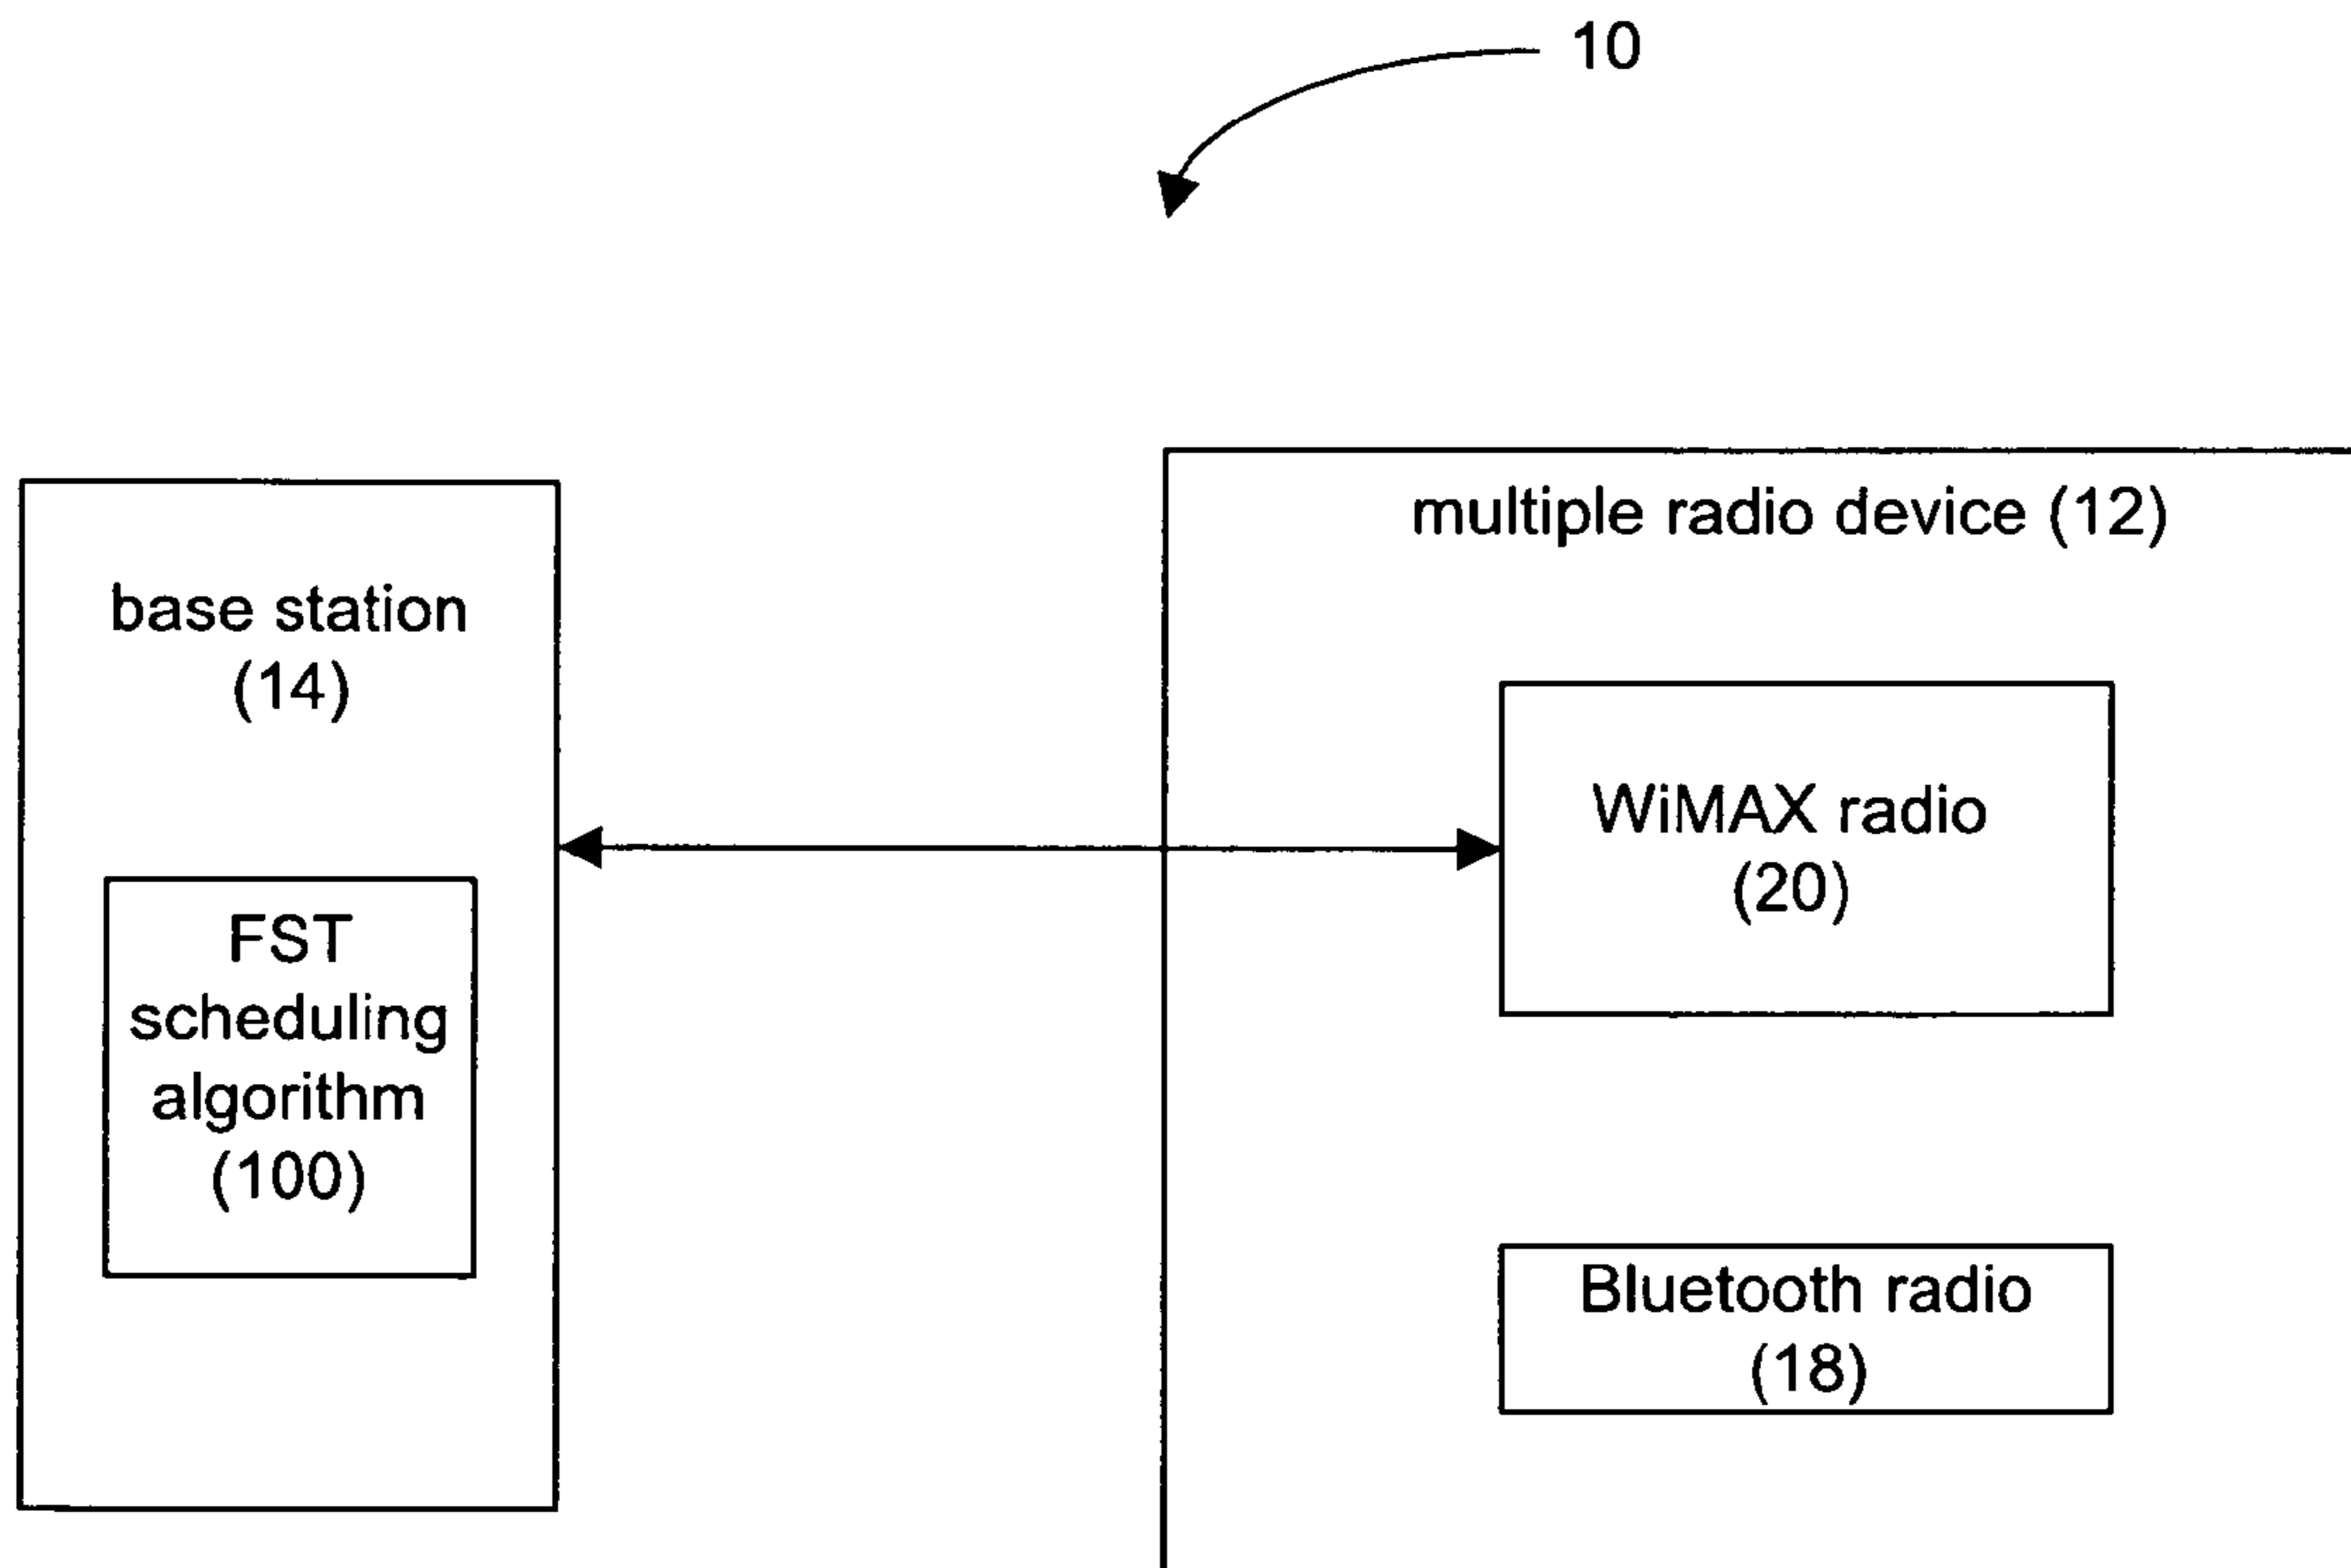 10
multiple radio device (12)
base station
(14)
WiMAX radio
(20)
FST
scheduling
algorithm
(100)
Bluetooth radio
(18)